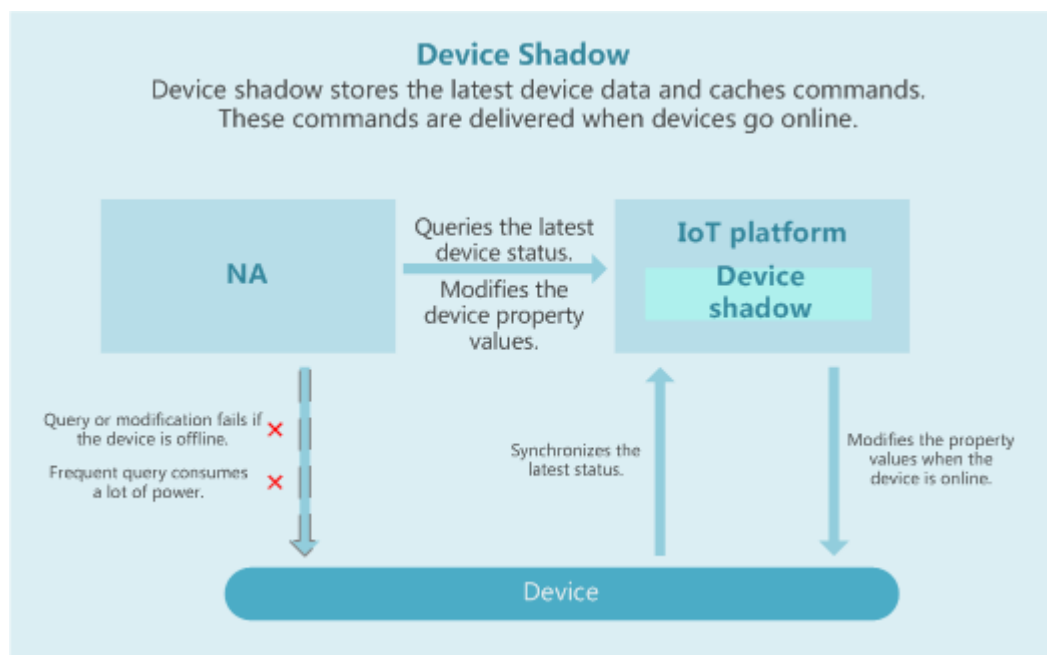 Device Shadow
Device shadow stores the latest device data and caches commands.
These commands are delivered when devices go online.
NA
Queries the latest
device status.
Modifies the
device property
values.
IoT platform
Device
shadow
Query or modification fails if
the device is offline.
Frequent query consumes
a lot of power.
Synchronizes the
latest status.
Modifies the property
values when the
device is online.
Device